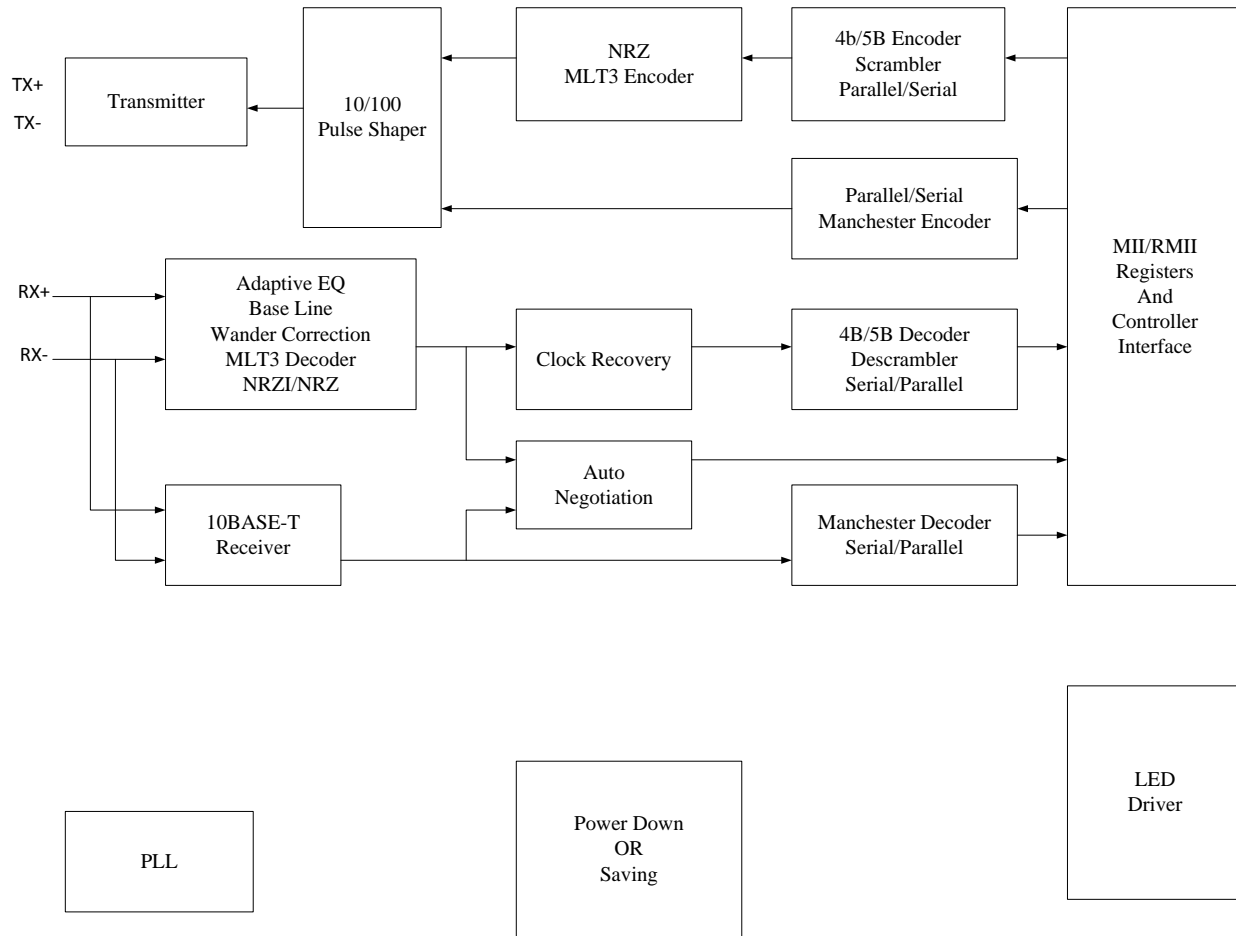 TX+
TX-
Transmitter
10/100
Pulse Shaper
NRZ
MLT3 Encoder
4b/5B Encoder
Scrambler
Parallel/Serial
Parallel/Serial
Manchester Encoder
MII/RMII
Registers
And
Controller
Interface
RX+
RX-
Adaptive EQ
Base Line
Wander Correction
MLT3 Decoder
NRZI/NRZ
Clock Recovery
4B/5B Decoder
Descrambler
Serial/Parallel
Auto
Negotiation
10BASE-T
Receiver
Manchester Decoder
Serial/Parallel
PLL
Power Down
OR
Saving
LED
Driver